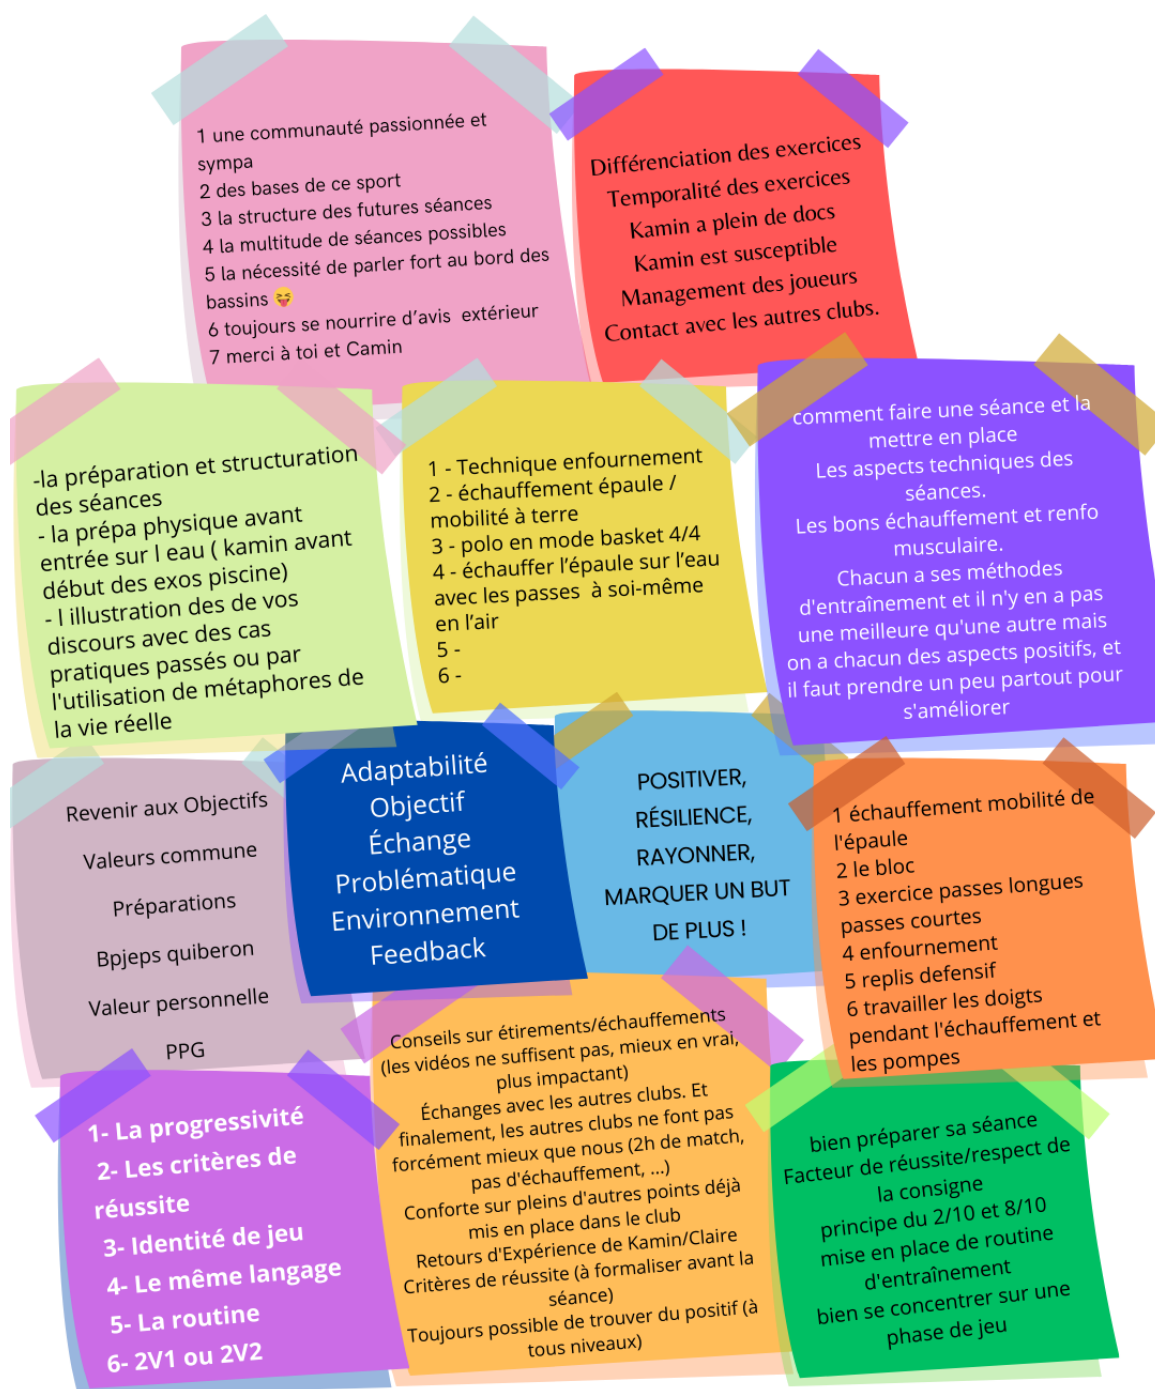 1 une communauté passionnée et
sympa
2 des bases de ce sport
3 la structure des futures séances
4 la multitude de séances possibles
5 la nécessité de parler fort au bord des
bassins 😝
6 toujours se nourrire d’avis  extérieur
7 merci à toi et Camin
Différenciation des exercices
Temporalité des exercices
Kamin a plein de docs
Kamin est susceptible
Management des joueurs
Contact avec les autres clubs.
-la préparation et structuration
des séances
- la prépa physique avant
entrée sur l eau ( kamin avant
début des exos piscine)
- l illustration des de vos
discours avec des cas
pratiques passés ou par
l'utilisation de métaphores de
la vie réelle
1 - Technique enfournement
2 - échauffement épaule /
mobilité à terre
3 - polo en mode basket 4/4
4 - échauffer l’épaule sur l’eau
avec les passes  à soi-même
en l’air
5 -
6 -
comment faire une séance et la
mettre en place
Les aspects techniques des
séances.
Les bons échauffement et renfo
musculaire.
Chacun a ses méthodes
d'entraînement et il n'y en a pas
une meilleure qu'une autre mais
on a chacun des aspects positifs, et
il faut prendre un peu partout pour
s'améliorer
Revenir aux Objectifs
Valeurs commune
Préparations
Bpjeps quiberon
Valeur personnelle
PPG
Adaptabilité
Objectif
Échange
Problématique
Environnement
Feedback
POSITIVER,
RÉSILIENCE,
RAYONNER,
MARQUER UN BUT
DE PLUS !
1 échauffement mobilité de
l'épaule
2 le bloc
3 exercice passes longues
passes courtes
4 enfournement
5 replis defensif
6 travailler les doigts
pendant l'échauffement et
les pompes
1- La progressivité
2- Les critères de
réussite
3- Identité de jeu
4- Le même langage
5- La routine
6- 2V1 ou 2V2
Conseils sur étirements/échauffements
(les vidéos ne suffisent pas, mieux en vrai,
plus impactant)
Échanges avec les autres clubs. Et
finalement, les autres clubs ne font pas
forcément mieux que nous (2h de match,
pas d'échauffement, ...)
Conforte sur pleins d'autres points déjà
mis en place dans le club
Retours d'Expérience de Kamin/Claire
Critères de réussite (à formaliser avant la
séance)
Toujours possible de trouver du positif (à
tous niveaux)
bien préparer sa séance
Facteur de réussite/respect de
la consigne
principe du 2/10 et 8/10
mise en place de routine
d'entraînement
bien se concentrer sur une
phase de jeu